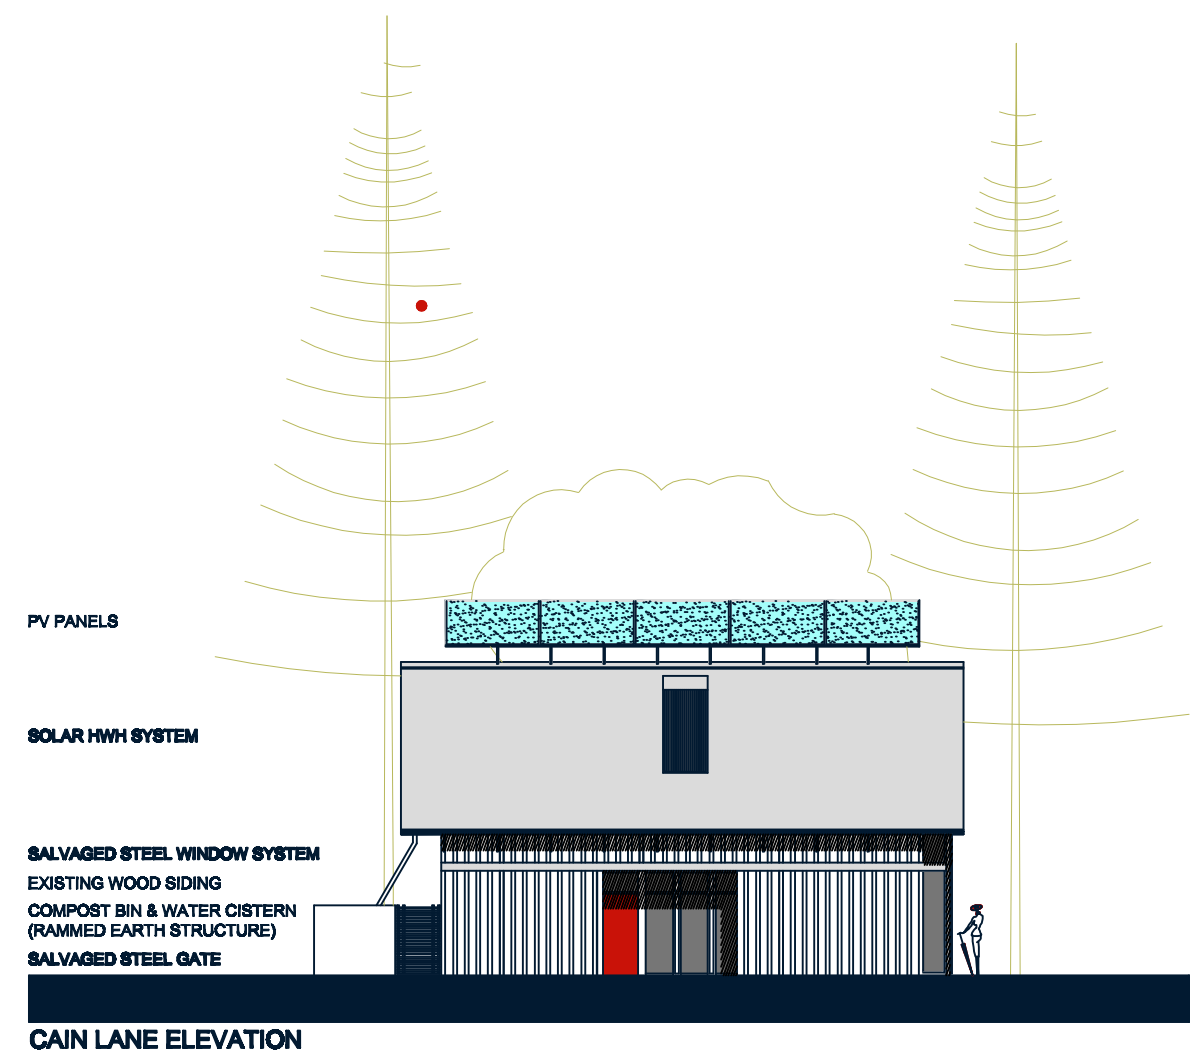 PV PANELS
SOLAR HWH SYSTEM
SALVAGED STEEL WINDOW SYSTEM
EXISTING WOOD SIDING
COMPOST BIN & WATER CISTERN
(RAMMED EARTH STRUCTURE)
SALVAGED STEEL GATE
CAIN LANE ELEVATION